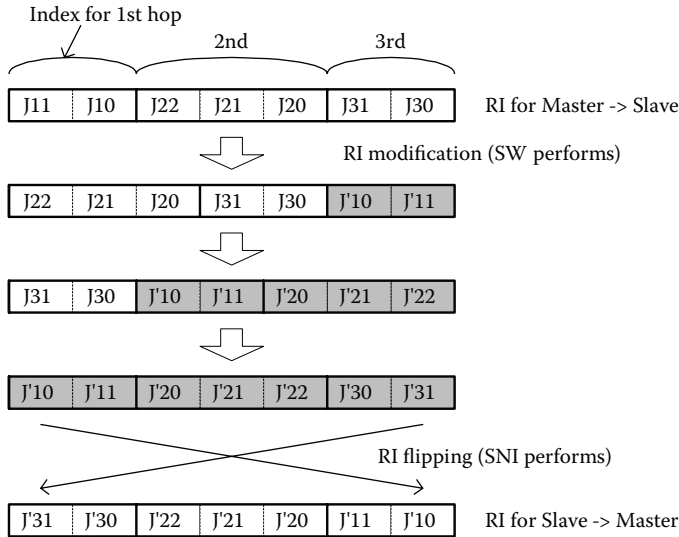 Index for 1st hop
2nd 3rd
J11 J10 J22 J21 J20 J31 J30 RI for Master -> Slave
RI modification (SW performs)
J22 J21 J20 J31 J30 J'10 J'11
J31 J30 J'10 J'11 J'20 J'21 J'22
J'10 J'11 J'20 J'21 J'22 J'30 J'31
RI flipping (SNI performs)
J'31 J'30 J'22 J'21 J'20 J'11 J'10 RI for Slave -> Master